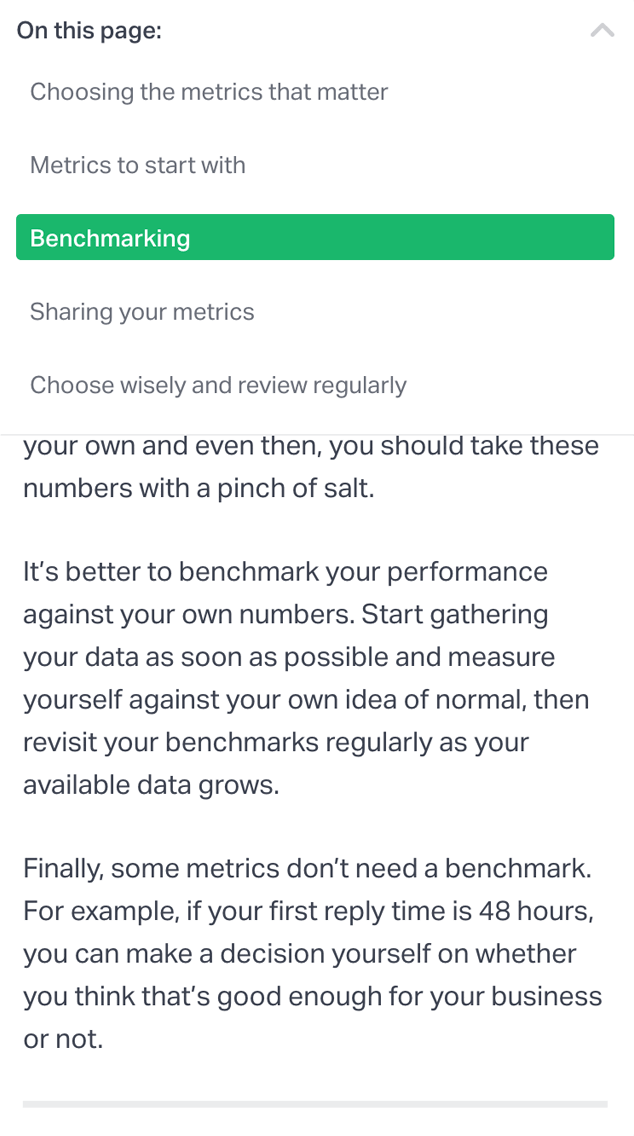 On this page:
Choosing the metrics that matter
Metrics to start with
Benchmarking
Sharing your metrics
Choose wisely and review regularly
your own and even then, you should take these
numbers with a pinch of salt.
It’s better to benchmark your performance
against your own numbers. Start gathering
your data as soon as possible and measure
yourself against your own idea of normal, then
revisit your benchmarks regularly as your
available data grows.
Finally, some metrics don’t need a benchmark.
For example, if your first reply time is 48 hours,
you can make a decision yourself on whether
you think that’s good enough for your business
or not.